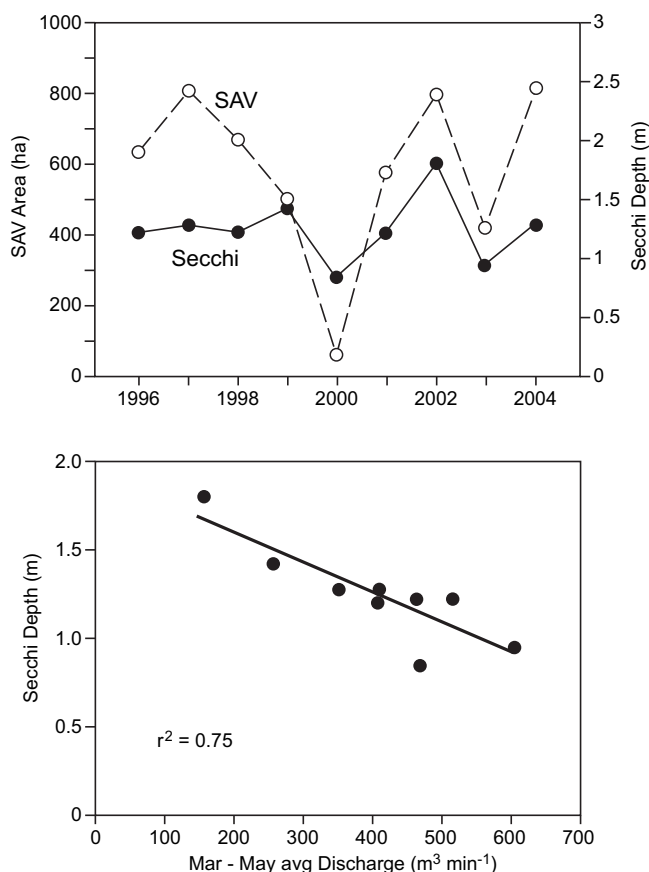 1000
800
600
400
200
0
SAV Area (ha)
SAV
Secchi
3
2.5
2
1.5
1
0.5
0
Secchi Depth (m)
1996 1998 2000 2002 2004
2.0
1.5
1.0
0.5
0
Secchi Depth (m)
r² = 0.75
0 100 200 300 400 500 600 700
Mar - May avg Discharge (m³ min⁻¹)